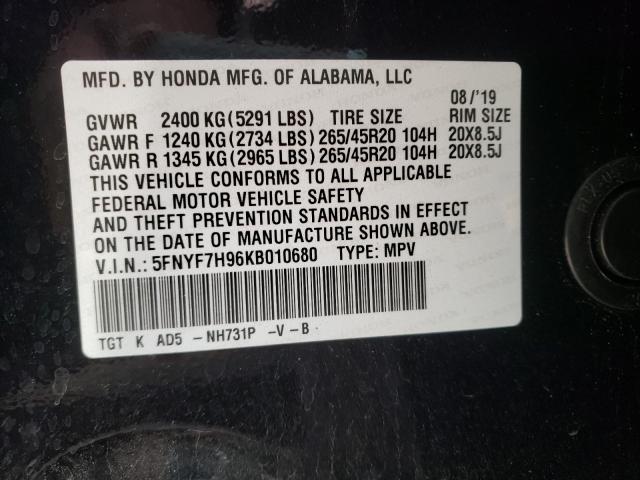 MFD. BY HONDA MFG. OF ALABAMA, LLC
08/'19
GVWR 2400 KG (5291 LBS) TIRE SIZE RIM SIZE
GAWR F 1240 KG (2734 LBS) 265/45R20 104H 20X8.5J
GAWR R 1345 KG (2965 LBS) 265/45R20 104H 20X8.5J
THIS VEHICLE CONFORMS TO ALL APPLICABLE
FEDERAL MOTOR VEHICLE SAFETY
AND THEFT PREVENTION STANDARDS IN EFFECT
ON THE DATE OF MANUFACTURE SHOWN ABOVE.
V.I.N.: 5FNYF7H96KB010680 TYPE: MPV
TGT K AD5 -NH731P -V -B